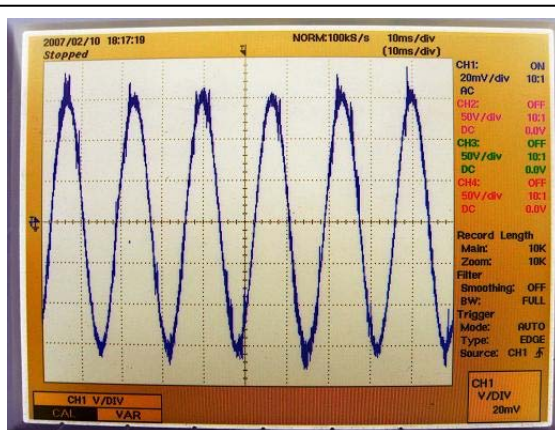 2007/02/10 18:17:19 NORM:100kS/s 10ms/div
Stopped (10ms/div)
CH1: ON
20mV/div 10:1
AC
CH2: OFF
50V/div 10:1
DC 0.0V
CH3: OFF
50V/div 10:1
DC 0.0V
CH4: OFF
50V/div 10:1
DC 0.0V
Record Length
Main: 10K
Zoom: 10K
Filter
Smoothing: OFF
BW: FULL
Trigger
Mode: AUTO
Type: EDGE
Source: CH1
CH1 V/DIV
CAL VAR
CH1
V/DIV
20mV